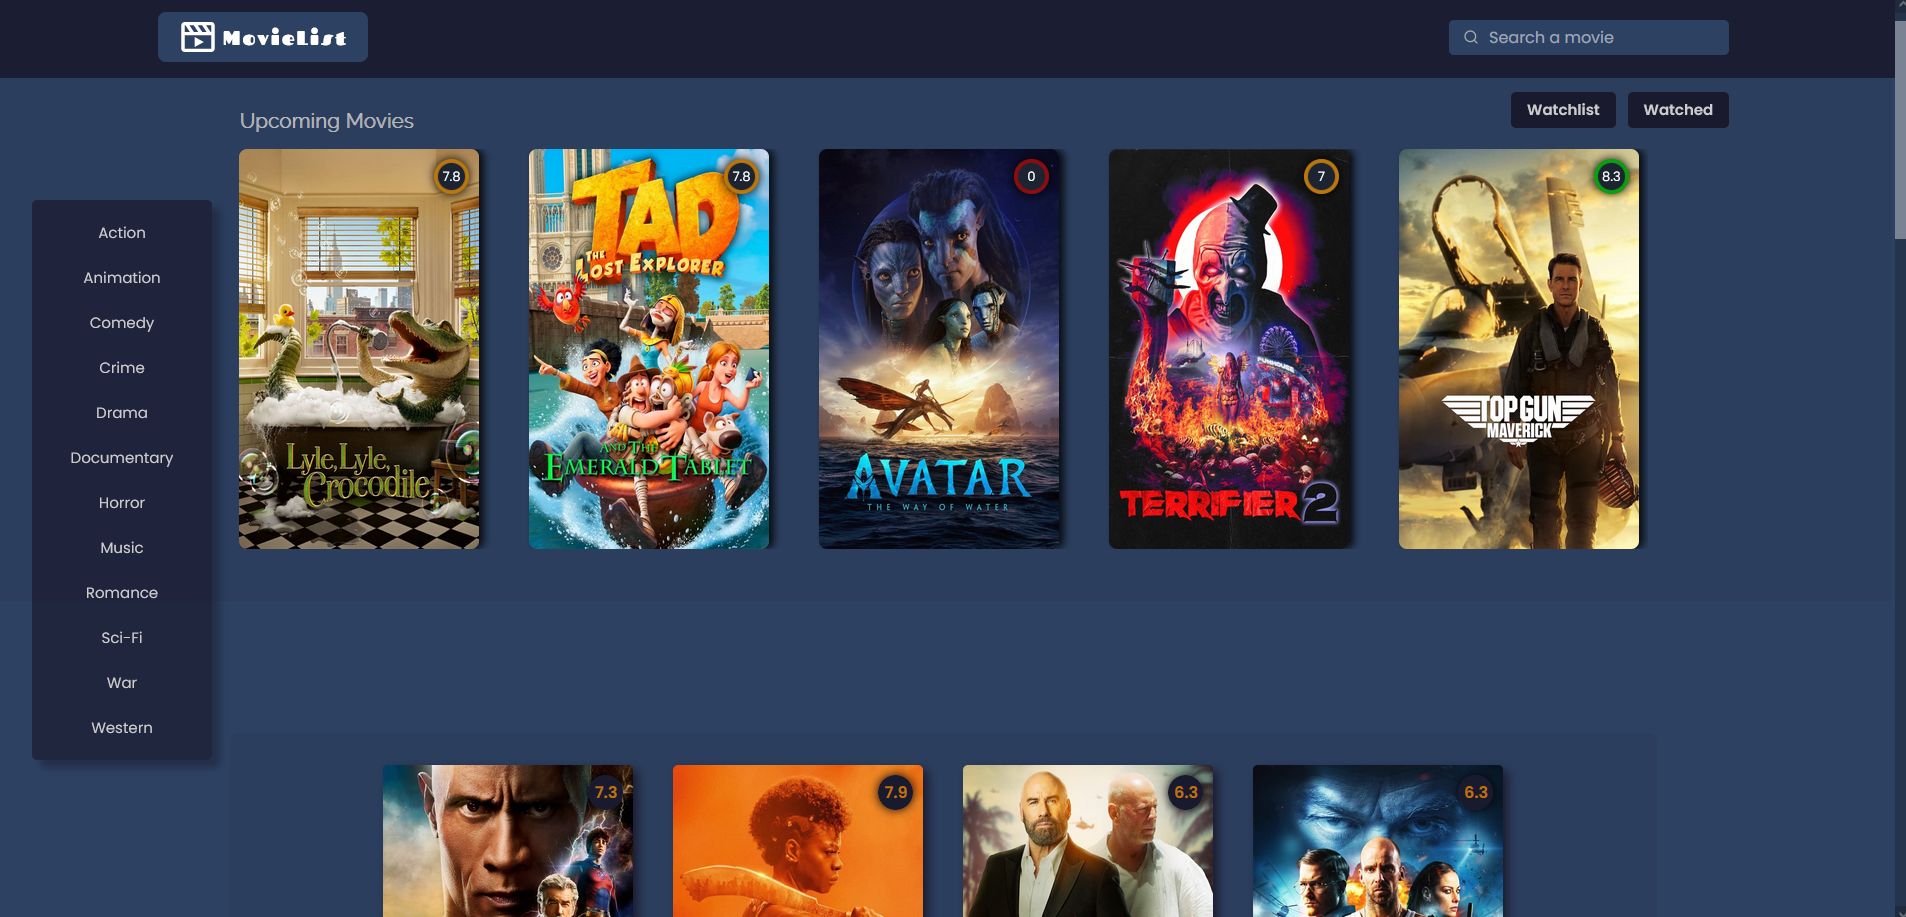 MovieList
Search a movie
Watchlist
Watched
Upcoming Movies
7.8
7.8
0
7
8.3
TAD
THE
LOST EXPLORER
AND THE
EMERALD TABLET
Lyle, Lyle,
Crocodile
AVATAR
THE WAY OF WATER
FUNHOUSE
TERRIFIER 2
TOP GUN
MAVERICK
Action
Animation
Comedy
Crime
Drama
Documentary
Horror
Music
Romance
Sci-Fi
War
Western
7.3
7.9
6.3
6.3